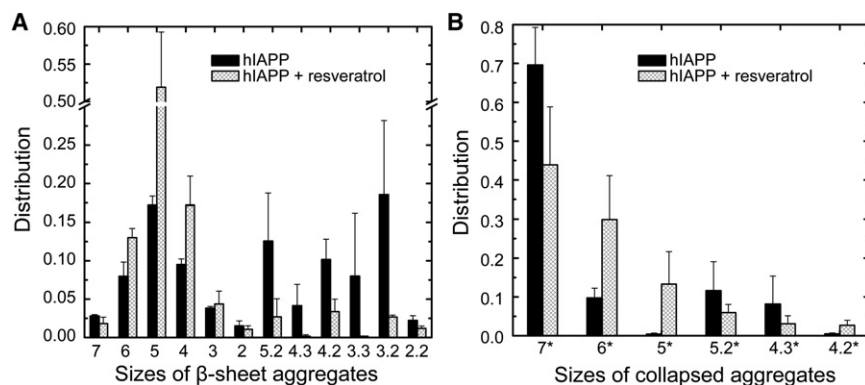 A
0.60
0.55
0.50
0.25
0.20
0.15
0.10
0.05
0.00
Distribution
hIAPP
hIAPP + resveratrol
7 6 5 4 3 2 5.2 4.3 4.2 3.3 3.2 2.2
Sizes of β-sheet aggregates
B
0.8
0.7
0.6
0.5
0.4
0.3
0.2
0.1
0.0
Distribution
hIAPP
hIAPP + resveratrol
7* 6* 5* 5.2* 4.3* 4.2*
Sizes of collapsed aggregates